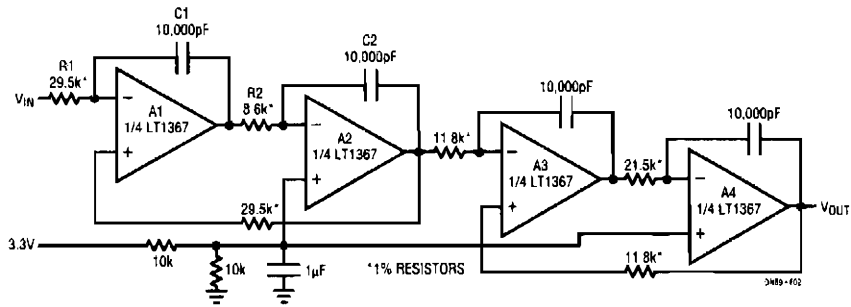 C1
10,000pF
R1
29.5k*
VIN
A1
1/4 LT1367
−
+
C2
10,000pF
R2
8.6k*
A2
1/4 LT1367
−
+
29.5k*
10,000pF
11.8k*
A3
1/4 LT1367
−
+
10,000pF
21.5k*
A4
1/4 LT1367
−
+
VOUT
11.8k*
3.3V
10k
10k
1µF
*1% RESISTORS
DN89 • F02